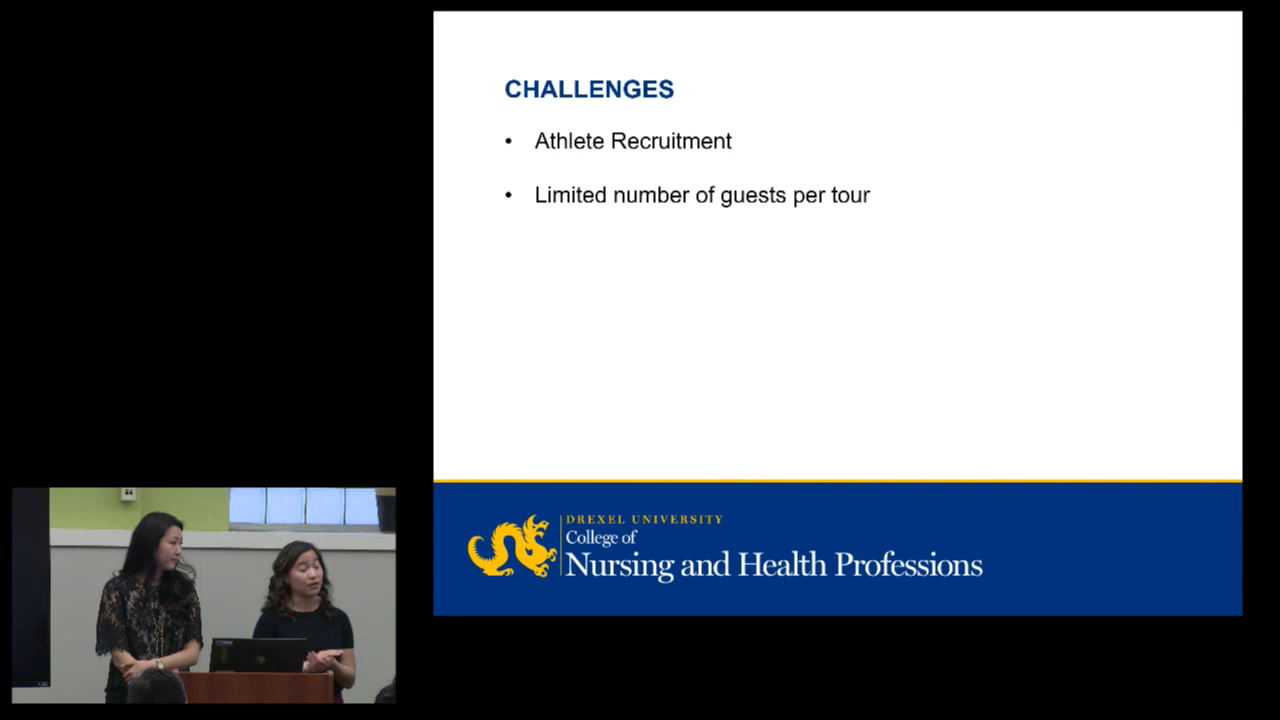 CHALLENGES
• Athlete Recruitment
• Limited number of guests per tour
DREXEL UNIVERSITY
College of
Nursing and Health Professions